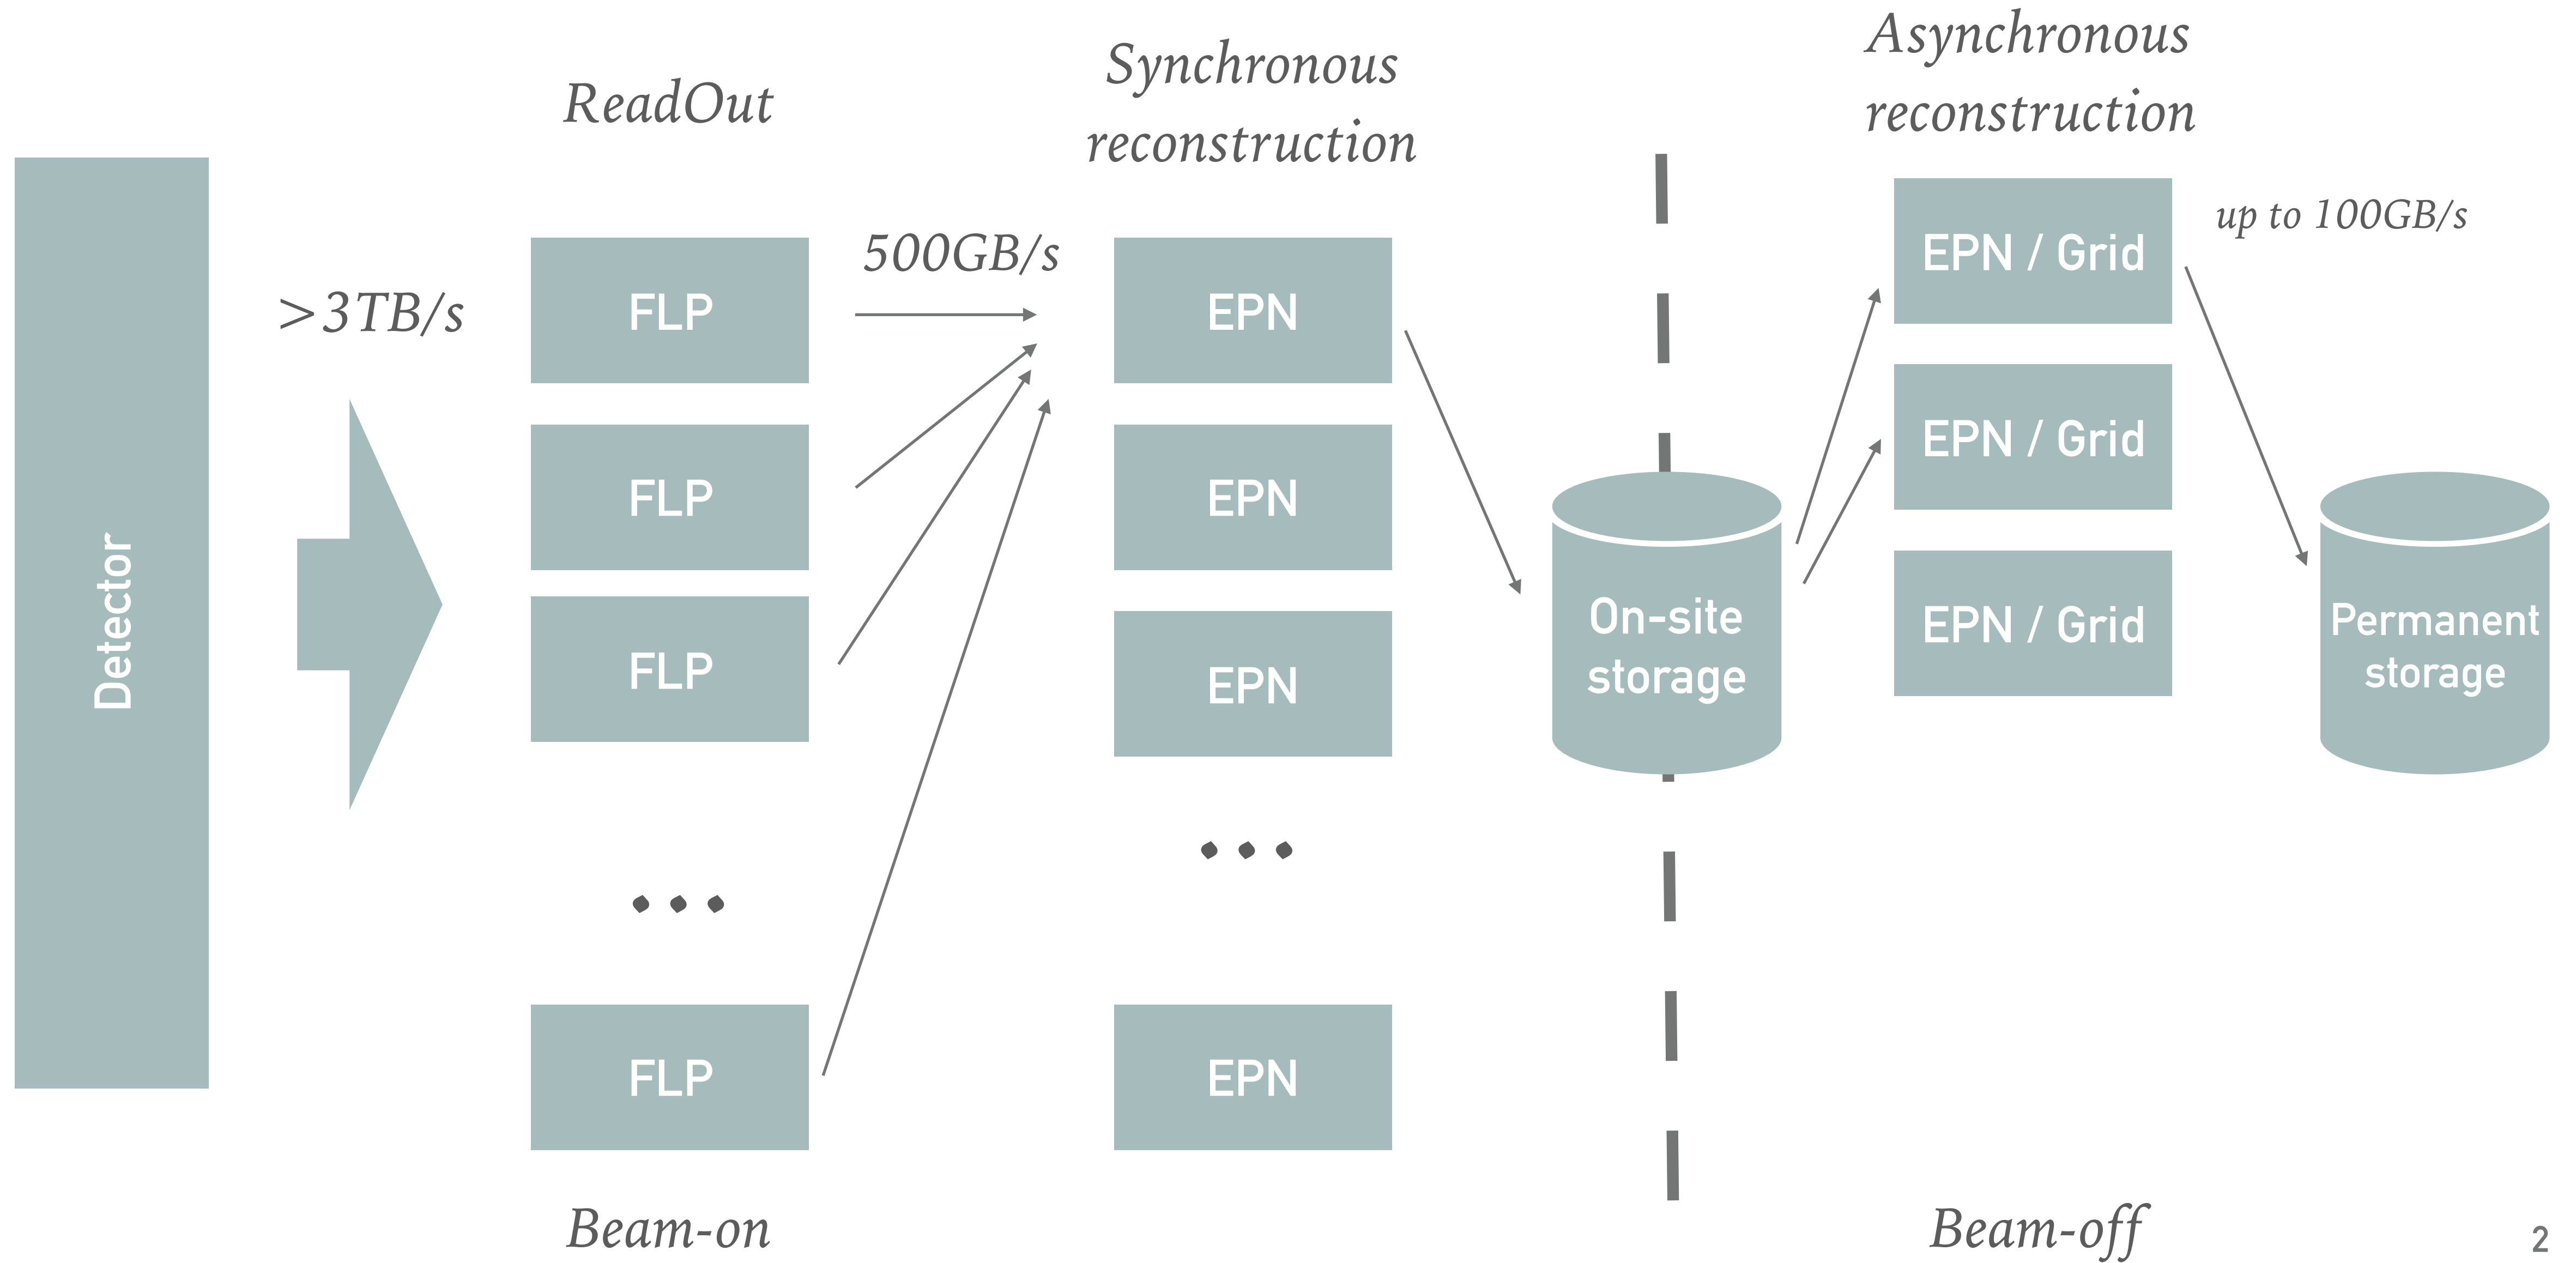 Detector
>3TB/s
ReadOut
FLP
FLP
FLP
...
FLP
Beam-on
500GB/s
Synchronous
reconstruction
EPN
EPN
EPN
...
EPN
On-site
storage
Asynchronous
reconstruction
EPN / Grid
EPN / Grid
EPN / Grid
Beam-off
up to 100GB/s
Permanent
storage
2